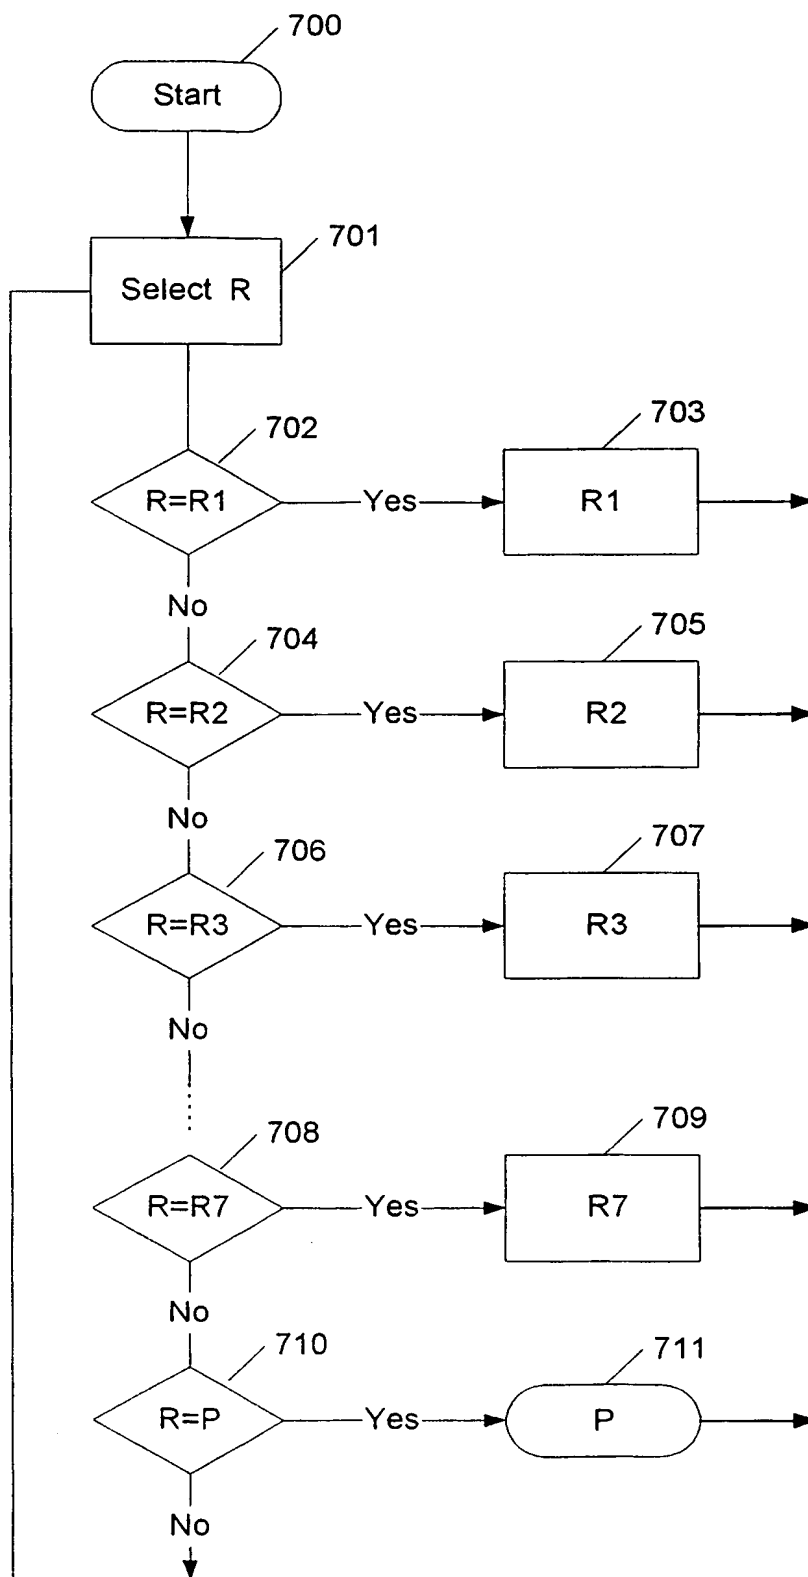 700
Start
701
Select R
702
703
R=R1
Yes
R1
No
704
705
R=R2
Yes
R2
No
706
707
R=R3
Yes
R3
No
708
709
R=R7
Yes
R7
No
710
711
R=P
Yes
P
No